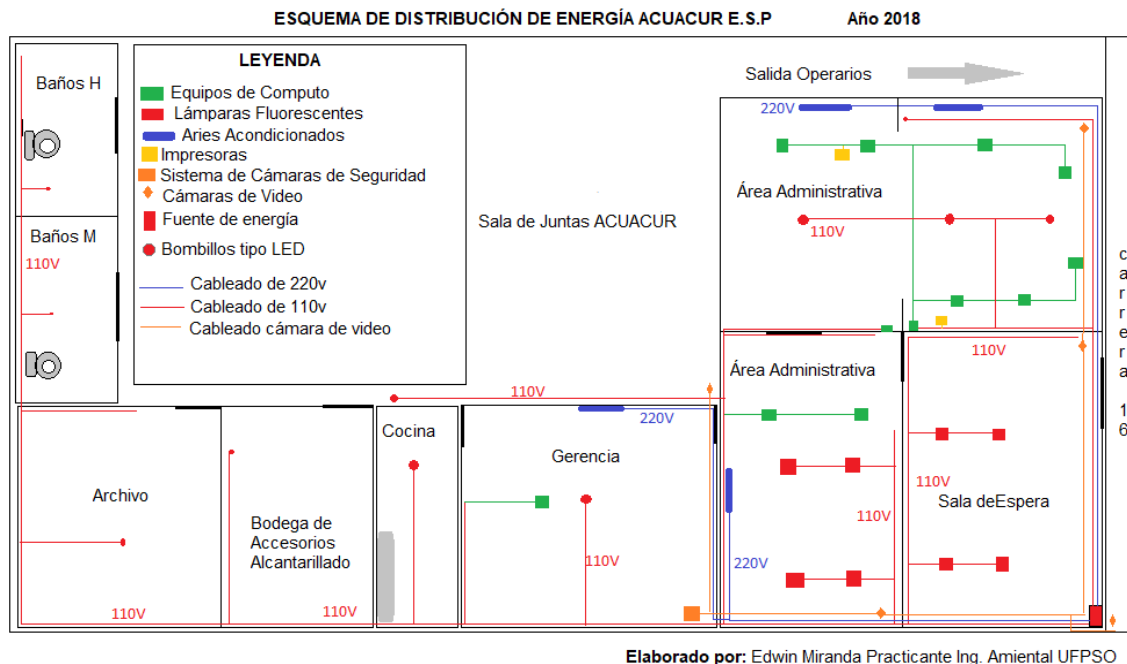 ESQUEMA DE DISTRIBUCIÓN DE ENERGÍA ACUACUR E.S.P Año 2018
LEYENDA
Equipos de Computo
Lámparas Fluorescentes
Aries Acondicionados
Impresoras
Sistema de Cámaras de Seguridad
Cámaras de Video
Fuente de energía
Bombillos tipo LED
Cableado de 220v
Cableado de 110v
Cableado cámara de video
Baños H
Baños M
110V
Sala de Juntas ACUACUR
Salida Operarios
220V
Área Administrativa
110V
carrera 16
Área Administrativa
110V
110V
220V
Cocina
Gerencia
Archivo
Bodega de
Accesorios
Alcantarillado
Sala deEspera
110V
110V
110V
220V
110V
110V
Elaborado por: Edwin Miranda Practicante Ing. Amiental UFPSO